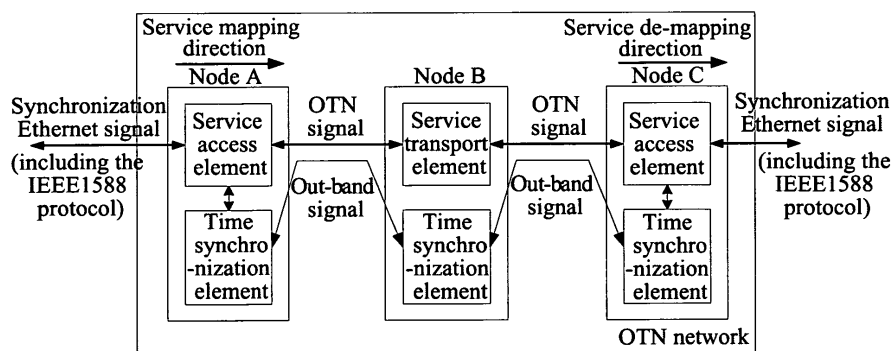 Service mapping
direction
Service de-mapping
direction
Node A
Node B
Node C
Synchronization
Ethernet signal
(including the
IEEE1588
protocol)
Service
access
element
OTN
signal
Service
transport
element
OTN
signal
Service
access
element
Synchronization
Ethernet signal
(including the
IEEE1588
protocol)
Out-band
signal
Out-band
signal
Time
synchro
-nization
element
Time
synchro
-nization
element
Time
synchro
-nization
element
OTN network